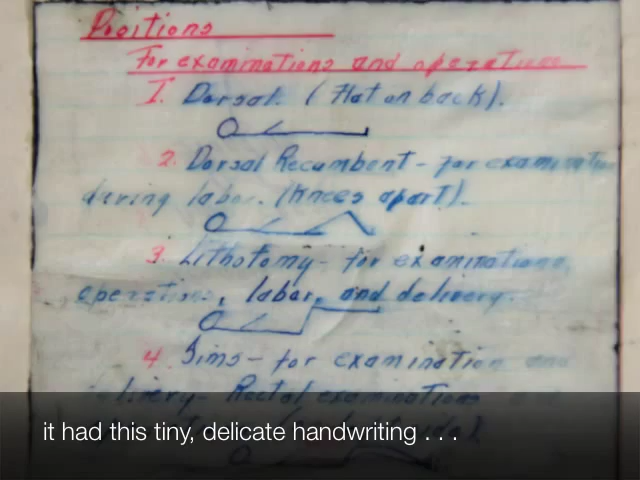 Positions
For examinations and operations
1. Dorsal. (Flat on back).
2. Dorsal Recumbent - for examination
during labor. (Knees apart).
3. Lithotomy - for examinations,
operations, labor, and delivery.
4. Sims - for examination and
delivery - Rectal examinations
it had this tiny, delicate handwriting . . .